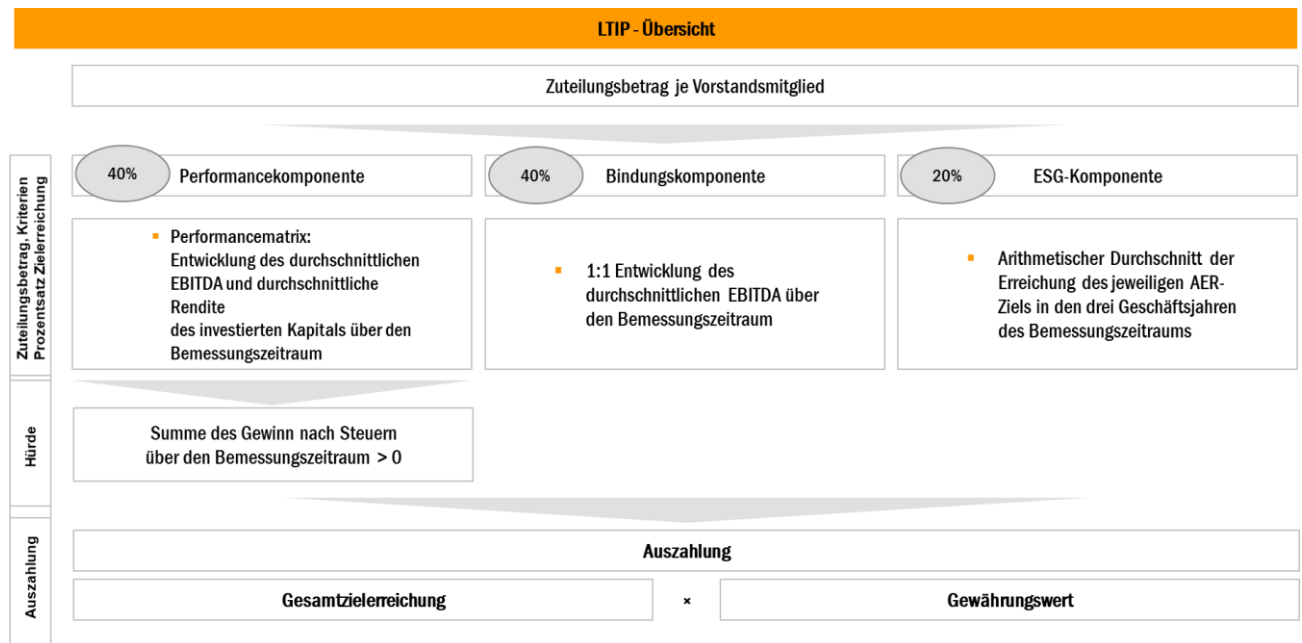 LTIP - Übersicht
Zuteilungsbetrag je Vorstandsmitglied
Zuteilungsbetrag, Kriterien
Prozentsatz Zielerreichung
40%
Performancekomponente
40%
Bindungskomponente
20%
ESG-Komponente
▪ Performancematrix:
Entwicklung des durchschnittlichen
EBITDA und durchschnittliche
Rendite
des investierten Kapitals über den
Bemessungszeitraum
▪ 1:1 Entwicklung des
durchschnittlichen EBITDA über
den Bemessungszeitraum
▪ Arithmetischer Durchschnitt der
Erreichung des jeweiligen AER-
Ziels in den drei Geschäftsjahren
des Bemessungszeitraums
Hürde
Summe des Gewinn nach Steuern
über den Bemessungszeitraum > 0
Auszahlung
Auszahlung
Gesamtzielerreichung
×
Gewährungswert